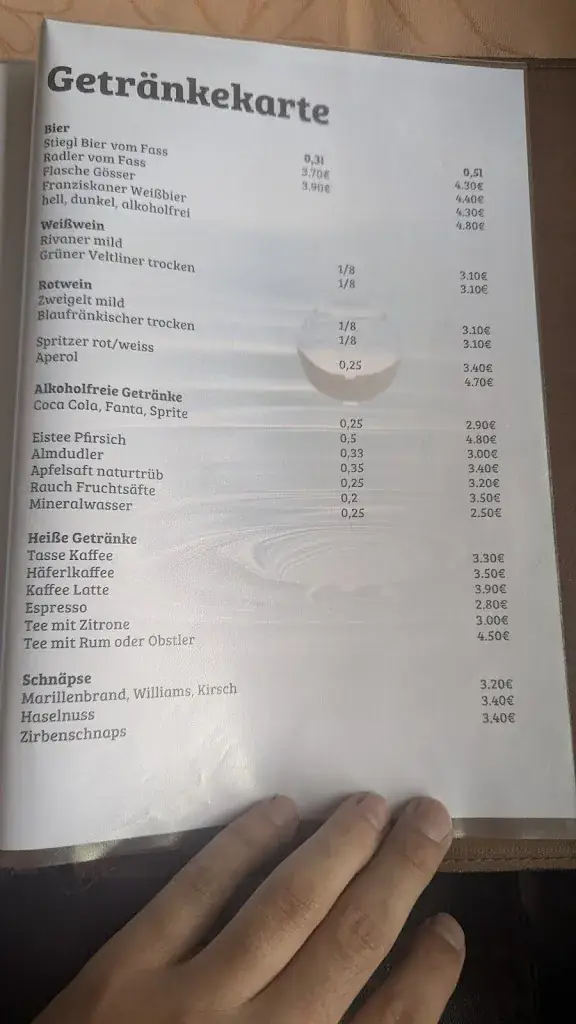 Getränkekarte
Bier 0,3l 0,5l
Stiegl Bier vom Fass 3.70€ 4.30€
Radler vom Fass 3.90€ 4.40€
Flasche Gösser 4.30€
Franziskaner Weißbier 4.80€
hell, dunkel, alkoholfrei
Weißwein
Rivaner mild 1/8 3.10€
Grüner Veltliner trocken 1/8 3.10€
Rotwein
Zweigelt mild 1/8 3.10€
Blaufränkischer trocken 1/8 3.10€
Spritzer rot/weiss 0,25 3.40€
Aperol 4.70€
Alkoholfreie Getränke
Coca Cola, Fanta, Sprite 0,25 2.90€
0,5 4.80€
Eistee Pfirsich 0,33 3.00€
Almdudler 0,35 3.40€
Apfelsaft naturtrüb 0,25 3.20€
Rauch Fruchtsäfte 0,2 3.50€
Mineralwasser 0,25 2.50€
Heiße Getränke
Tasse Kaffee 3.30€
Häferlkaffee 3.50€
Kaffee Latte 3.90€
Espresso 2.80€
Tee mit Zitrone 3.00€
Tee mit Rum oder Obstler 4.50€
Schnäpse
Marillenbrand, Williams, Kirsch 3.20€
Haselnuss 3.40€
Zirbenschnaps 3.40€